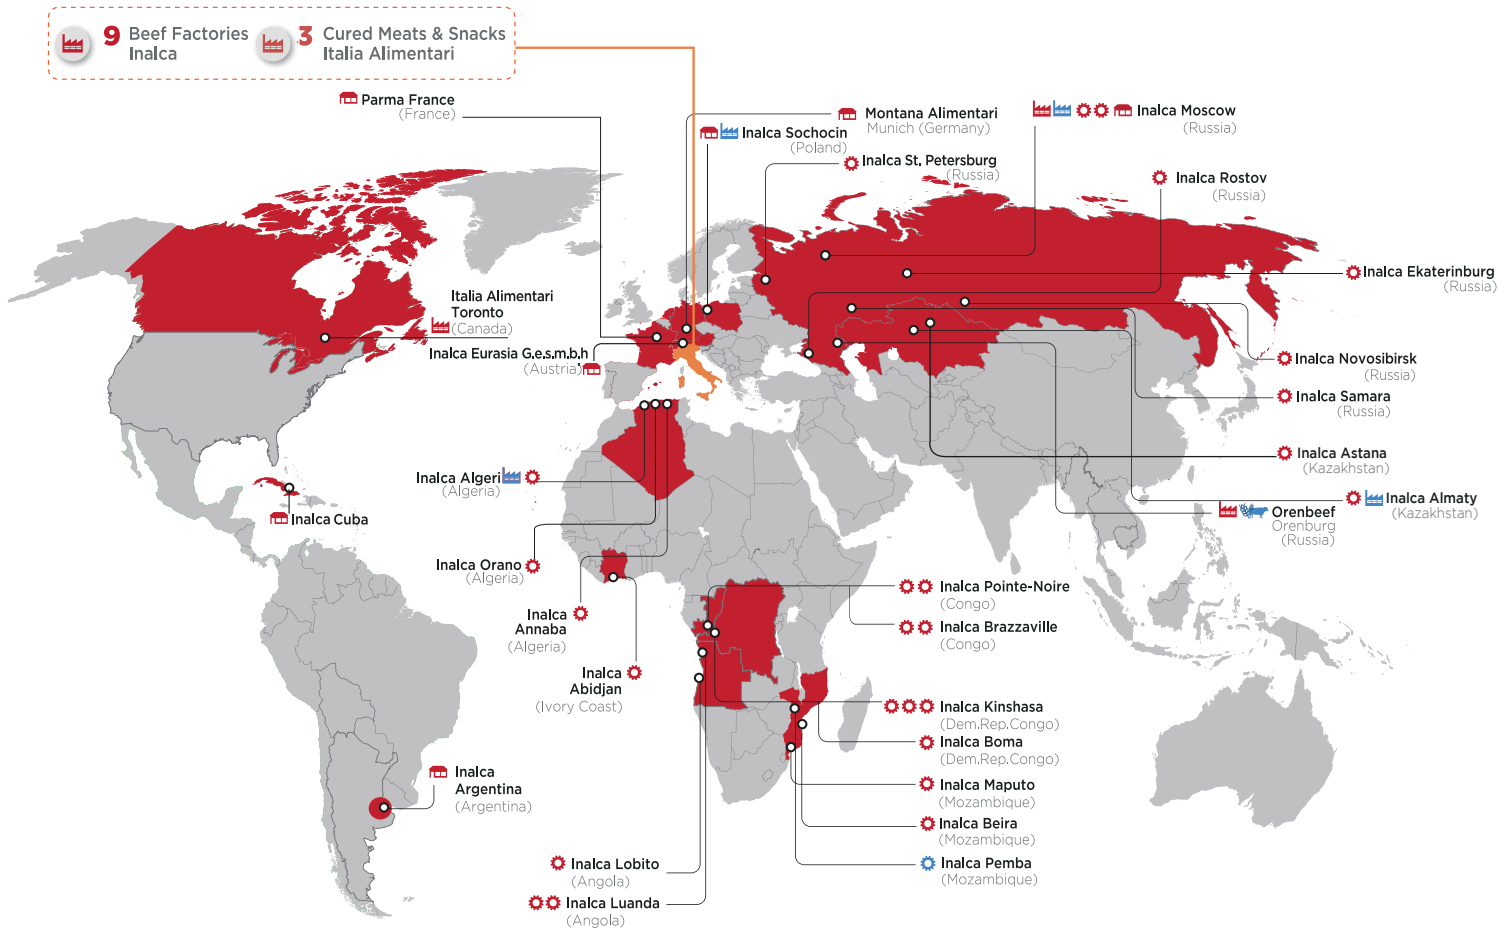 9 Beef Factories
Inalca
3 Cured Meats & Snacks
Italia Alimentari
Parma France
(France)
Montana Alimentari
Munich (Germany)
Inalca Moscow
(Russia)
Inalca Sochocin
(Poland)
Inalca St. Petersburg
(Russia)
Inalca Rostov
(Russia)
Inalca Ekaterinburg
(Russia)
Italia Alimentari
Toronto
(Canada)
Inalca Eurasia G.e.s.m.b.h
(Austria)
Inalca Novosibirsk
(Russia)
Inalca Samara
(Russia)
Inalca Astana
(Kazakhstan)
Inalca Algeri
(Algeria)
Inalca Almaty
(Kazakhstan)
Orenbeef
Orenburg
(Russia)
Inalca Cuba
Inalca Orano
(Algeria)
Inalca Pointe-Noire
(Congo)
Inalca
Annaba
(Algeria)
Inalca Brazzaville
(Congo)
Inalca
Abidjan
(Ivory Coast)
Inalca Kinshasa
(Dem.Rep.Congo)
Inalca Boma
(Dem.Rep.Congo)
Inalca
Argentina
(Argentina)
Inalca Maputo
(Mozambique)
Inalca Beira
(Mozambique)
Inalca Lobito
(Angola)
Inalca Pemba
(Mozambique)
Inalca Luanda
(Angola)